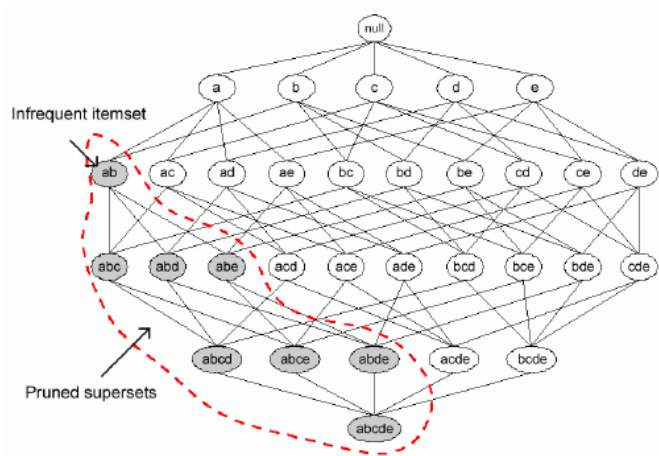 null
a b c d e
Infrequent itemset
ab ac ad ae bc bd be cd ce de
abc abd abe acd ace ade bcd bce bde cde
abcd abce abde acde bcde
Pruned supersets
abcde